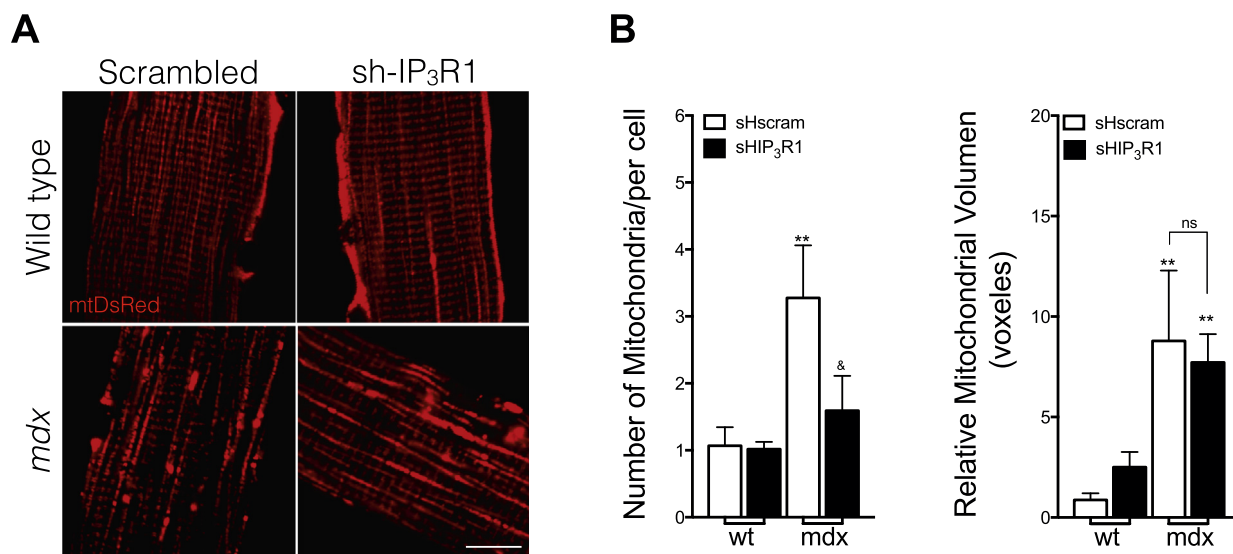 A
Scrambled
sh-IP₃R1
Wild type
mtDsRed
mdx
B
Number of Mitochondria/per cell
6
5
4
3
2
1
0
sHscram
sHIP₃R1
**
&
wt
mdx
Relative Mitochondrial Volumen
(voxeles)
20
15
10
5
0
sHscram
sHIP₃R1
ns
**
**
wt
mdx